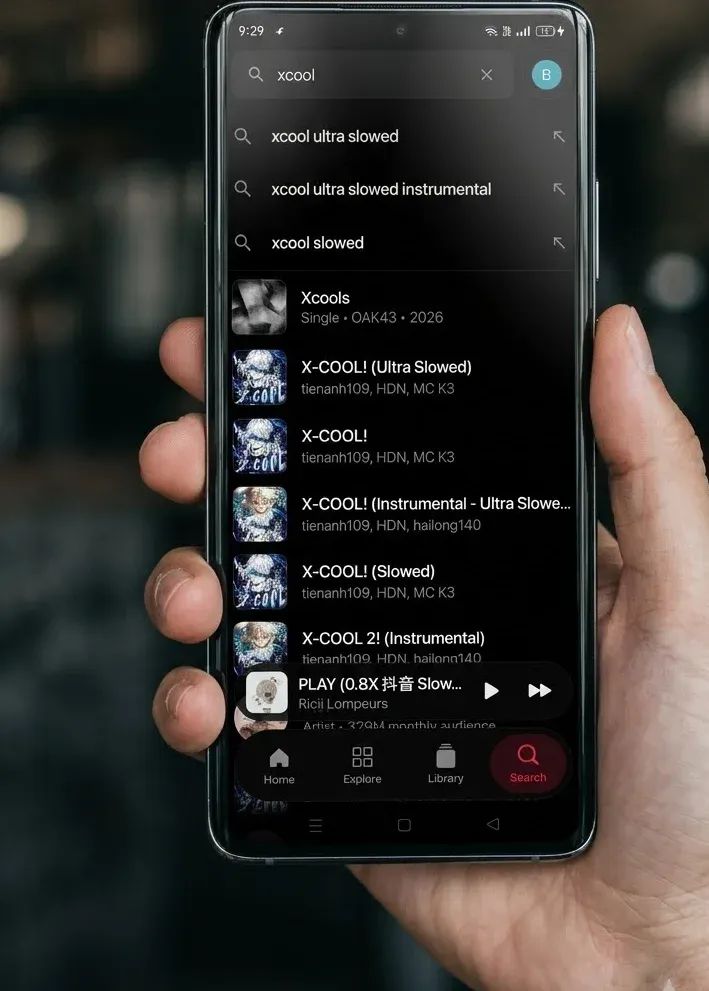 9:29
xcool
B
xcool ultra slowed
xcool ultra slowed instrumental
xcool slowed
Xcools
Single • OAK43 • 2026
X-COOL! (Ultra Slowed)
tienanh109, HDN, MC K3
X-COOL!
tienanh109, HDN, MC K3
X-COOL! (Instrumental - Ultra Slowe...
tienanh109, HDN, hailong140
X-COOL! (Slowed)
tienanh109, HDN, MC K3
X-COOL 2! (Instrumental)
tienanh109, HDN, hailong140
PLAY (0.8X 抖音 Slow...
Ricii Lompeurs
Artist • 329M monthly audience
Home
Explore
Library
Search